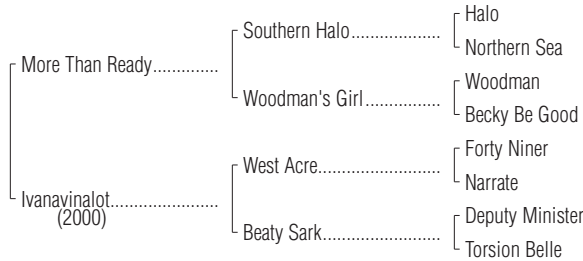 Halo
Southern Halo...................
Northern Sea
More Than Ready.............
Woodman
Woodman's Girl................
Becky Be Good
Forty Niner
West Acre..........................
Narrate
Ivanavinalot.......................
(2000)
Deputy Minister
Beaty Sark.........................
Torsion Belle